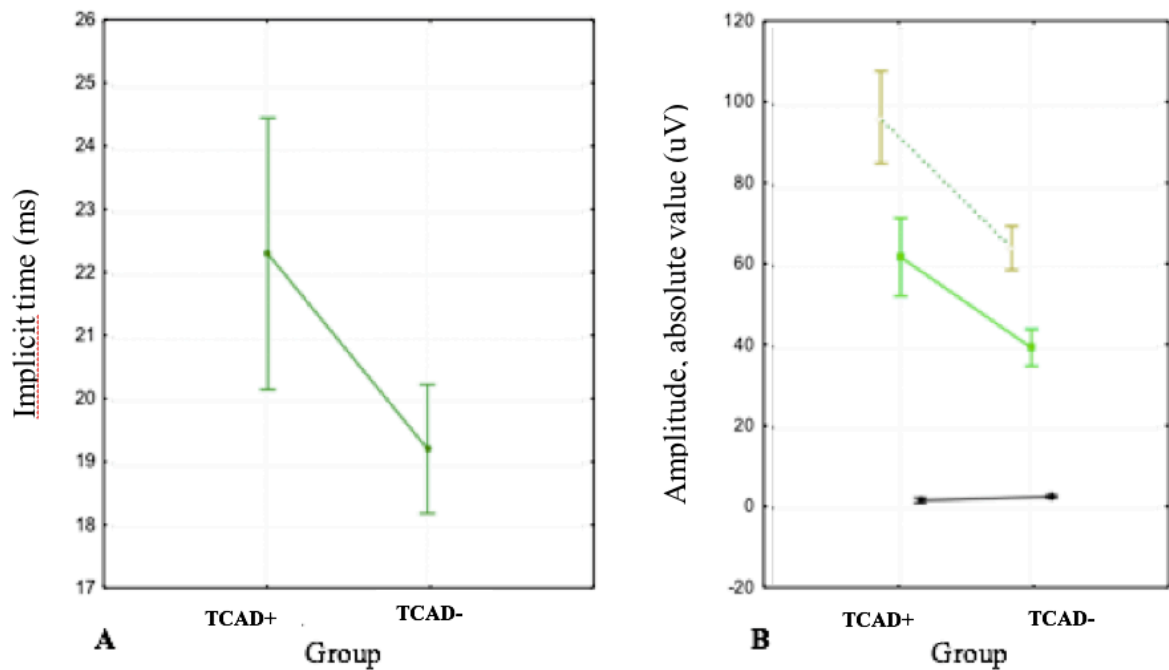 Implicit time (ms)
26
25
24
23
22
21
20
19
18
17
TCAD+
TCAD-
A
Group
Amplitude, absolute value (uV)
120
100
80
60
40
20
0
-20
TCAD+
TCAD-
B
Group